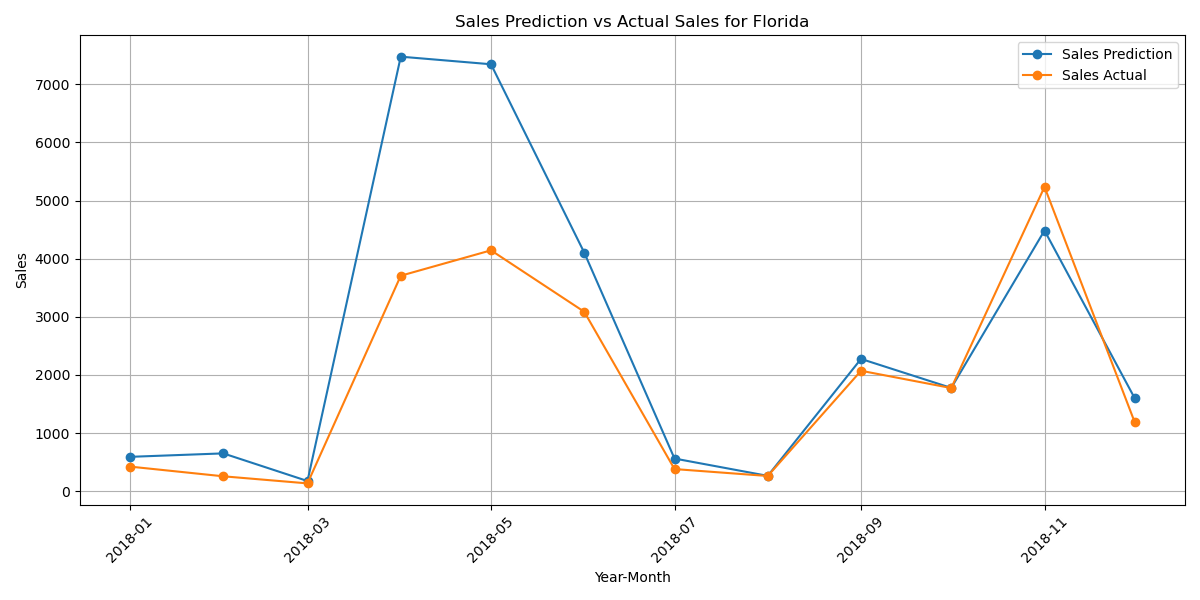 Sales Prediction vs Actual Sales for Florida
Sales Prediction
Sales Actual
7000
6000
5000
4000
3000
2000
1000
0
Sales
2018-01
2018-03
2018-05
2018-07
2018-09
2018-11
Year-Month